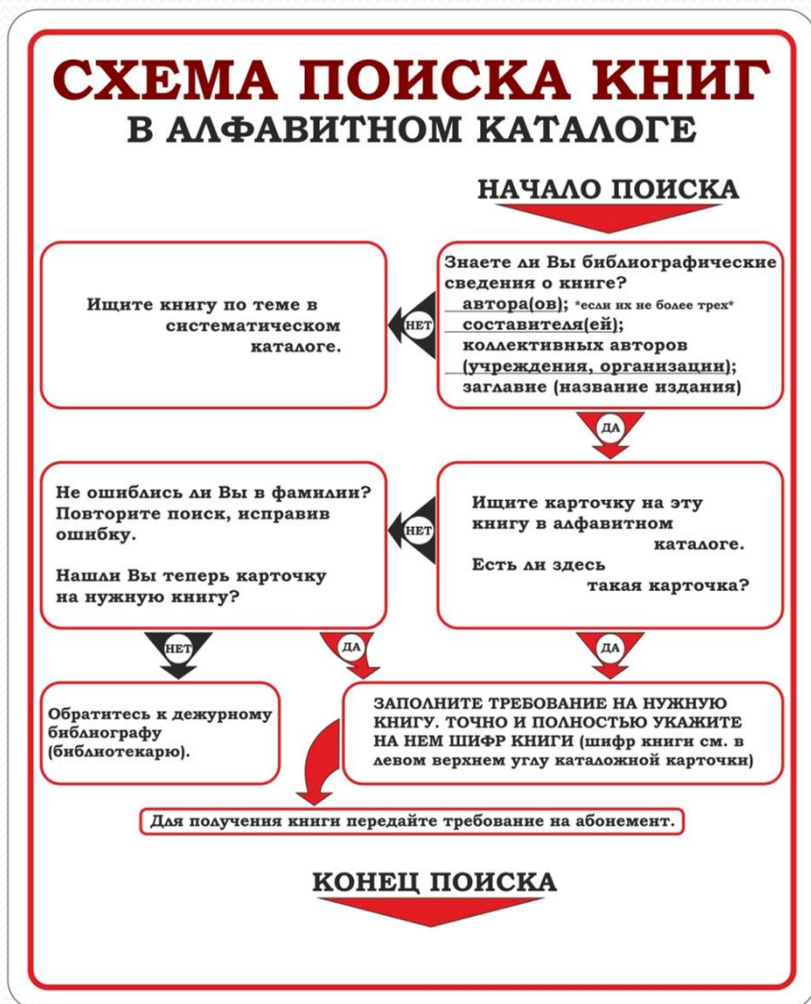 СХЕМА ПОИСКА КНИГ
В АЛФАВИТНОМ КАТАЛОГЕ
НАЧАЛО ПОИСКА
Знаете ли Вы библиографические
сведения о книге?
автора(ов); *если их не более трех*
составителя(ей);
коллективных авторов
(учреждения, организации);
заглавие (название издания)
НЕТ
Ищите книгу по теме в
систематическом
каталоге.
ДА
Ищите карточку на эту
книгу в алфавитном
каталоге.
Есть ли здесь
такая карточка?
НЕТ
Не ошиблись ли Вы в фамилии?
Повторите поиск, исправив
ошибку.
Нашли Вы теперь карточку
на нужную книгу?
НЕТ
ДА
ДА
Обратитесь к дежурному
библиографу
(библиотекарю).
ЗАПОЛНИТЕ ТРЕБОВАНИЕ НА НУЖНУЮ
КНИГУ. ТОЧНО И ПОЛНОСТЬЮ УКАЖИТЕ
НА НЕМ ШИФР КНИГИ (шифр книги см. в
левом верхнем углу каталожной карточки)
Для получения книги передайте требование на абонемент.
КОНЕЦ ПОИСКА